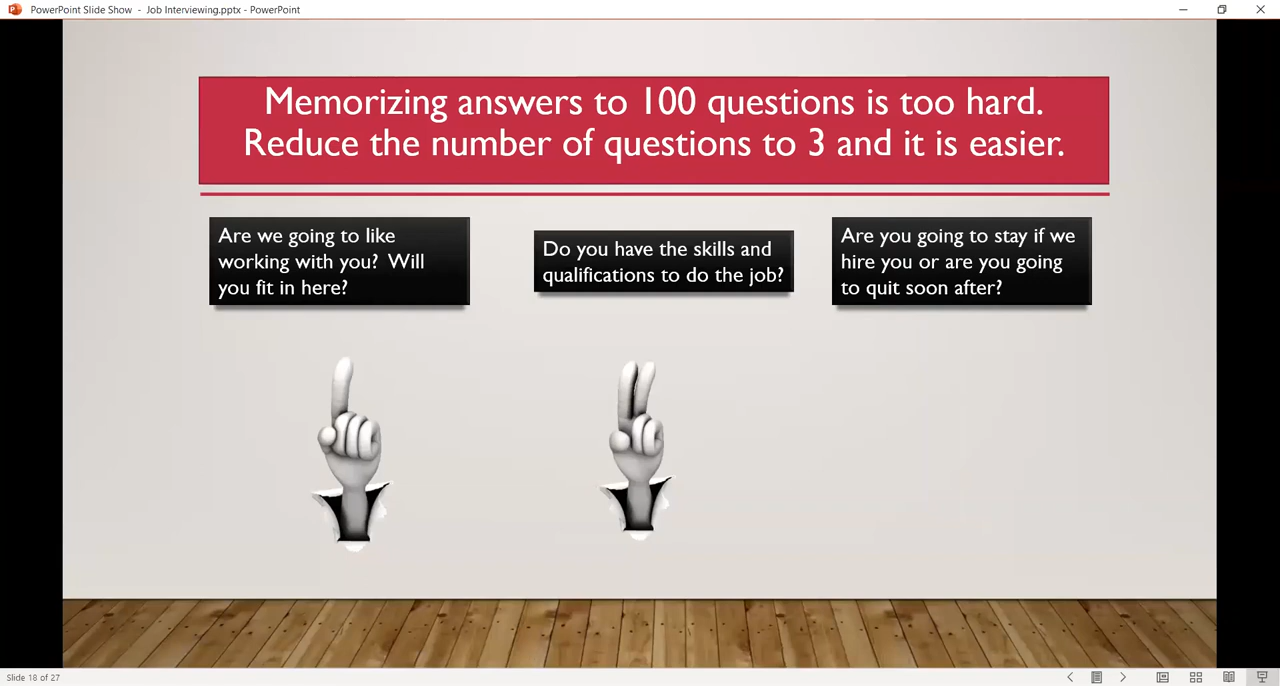 PowerPoint Slide Show - Job Interviewing.pptx - PowerPoint
Memorizing answers to 100 questions is too hard.
Reduce the number of questions to 3 and it is easier.
Are we going to like
working with you? Will
you fit in here?
Do you have the skills and
qualifications to do the job?
Are you going to stay if we
hire you or are you going
to quit soon after?
Slide 18 of 27